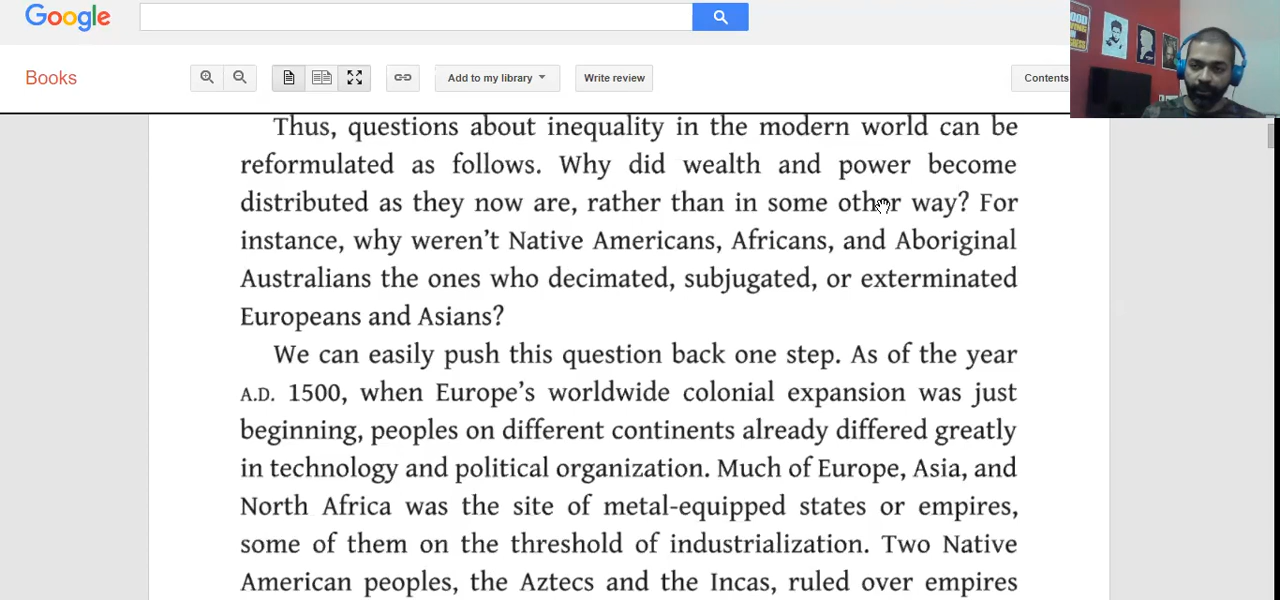 Google
Books
Add to my library
Write review
Contents
Thus, questions about inequality in the modern world can be
reformulated as follows. Why did wealth and power become
distributed as they now are, rather than in some other way? For
instance, why weren't Native Americans, Africans, and Aboriginal
Australians the ones who decimated, subjugated, or exterminated
Europeans and Asians?
We can easily push this question back one step. As of the year
A.D. 1500, when Europe's worldwide colonial expansion was just
beginning, peoples on different continents already differed greatly
in technology and political organization. Much of Europe, Asia, and
North Africa was the site of metal-equipped states or empires,
some of them on the threshold of industrialization. Two Native
American peoples, the Aztecs and the Incas, ruled over empires